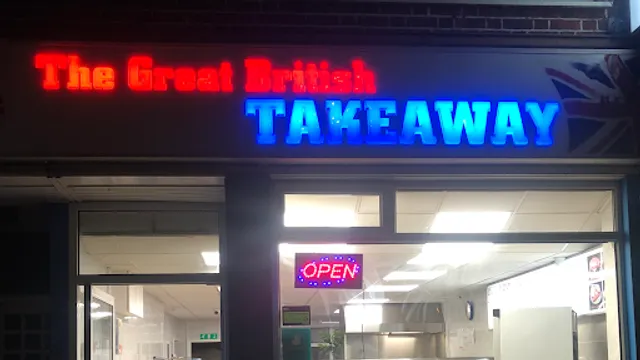 The Great British
TAKEAWAY
OPEN